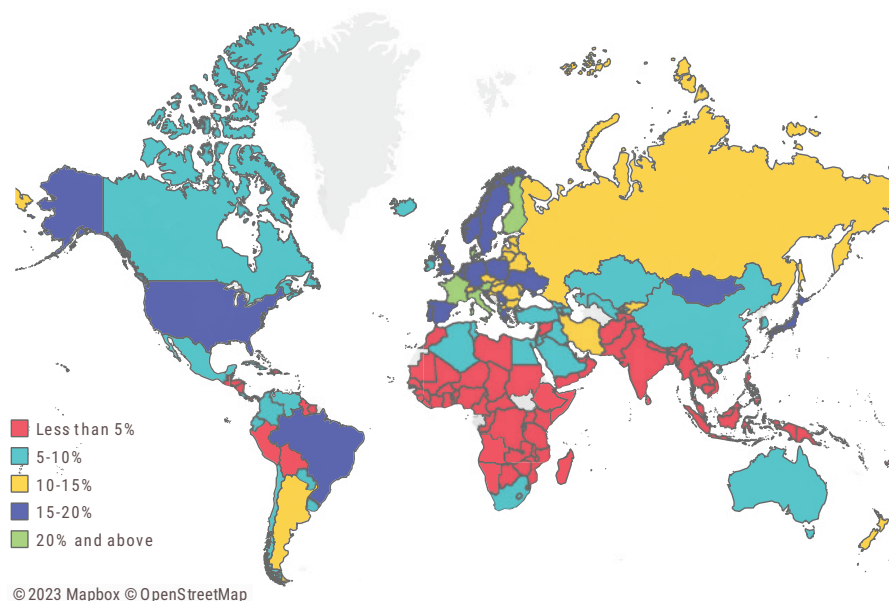 Less than 5%
5-10%
10-15%
15-20%
20% and above
©2023 Mapbox © OpenStreetMap